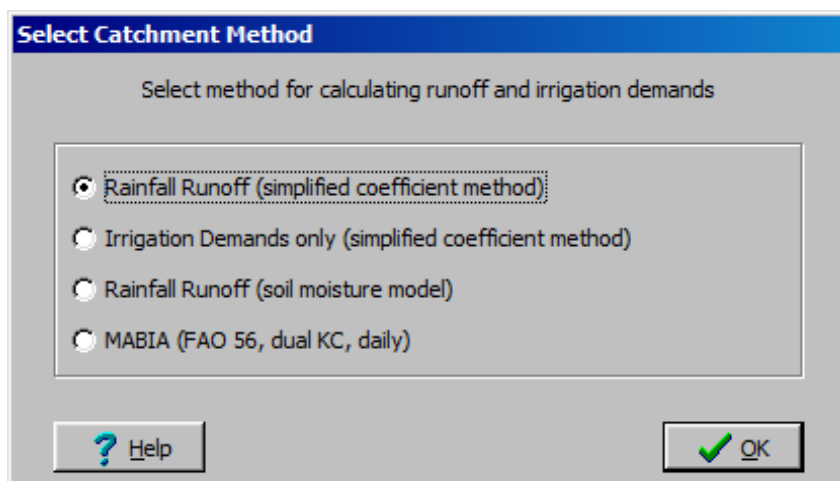 Select Catchment Method
Select method for calculating runoff and irrigation demands
Rainfall Runoff (simplified coefficient method)
Irrigation Demands only (simplified coefficient method)
Rainfall Runoff (soil moisture model)
MABIA (FAO 56, dual KC, daily)
Help
OK